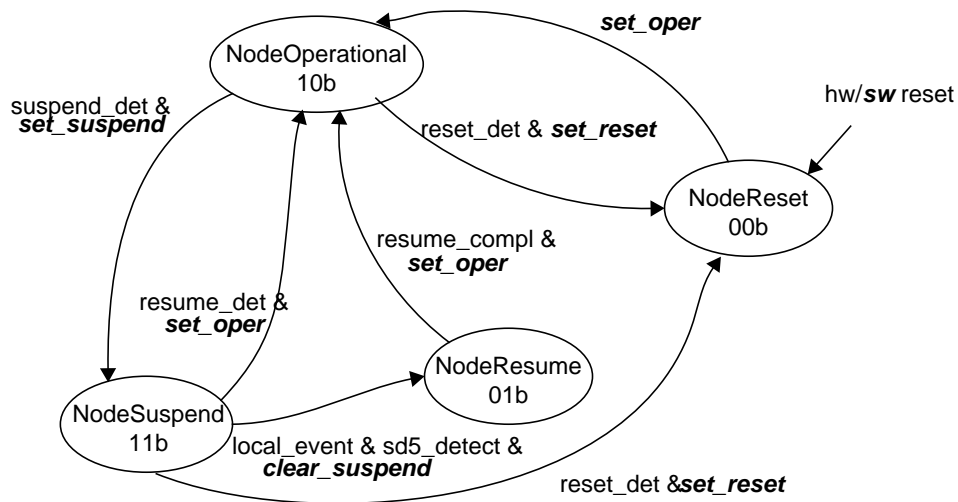 set_oper
NodeOperational
10b
hw/sw reset
suspend_det &
set_suspend
reset_det & set_reset
NodeReset
00b
resume_compl &
set_oper
resume_det &
set_oper
NodeResume
01b
NodeSuspend
11b
local_event & sd5_detect &
clear_suspend
reset_det &set_reset